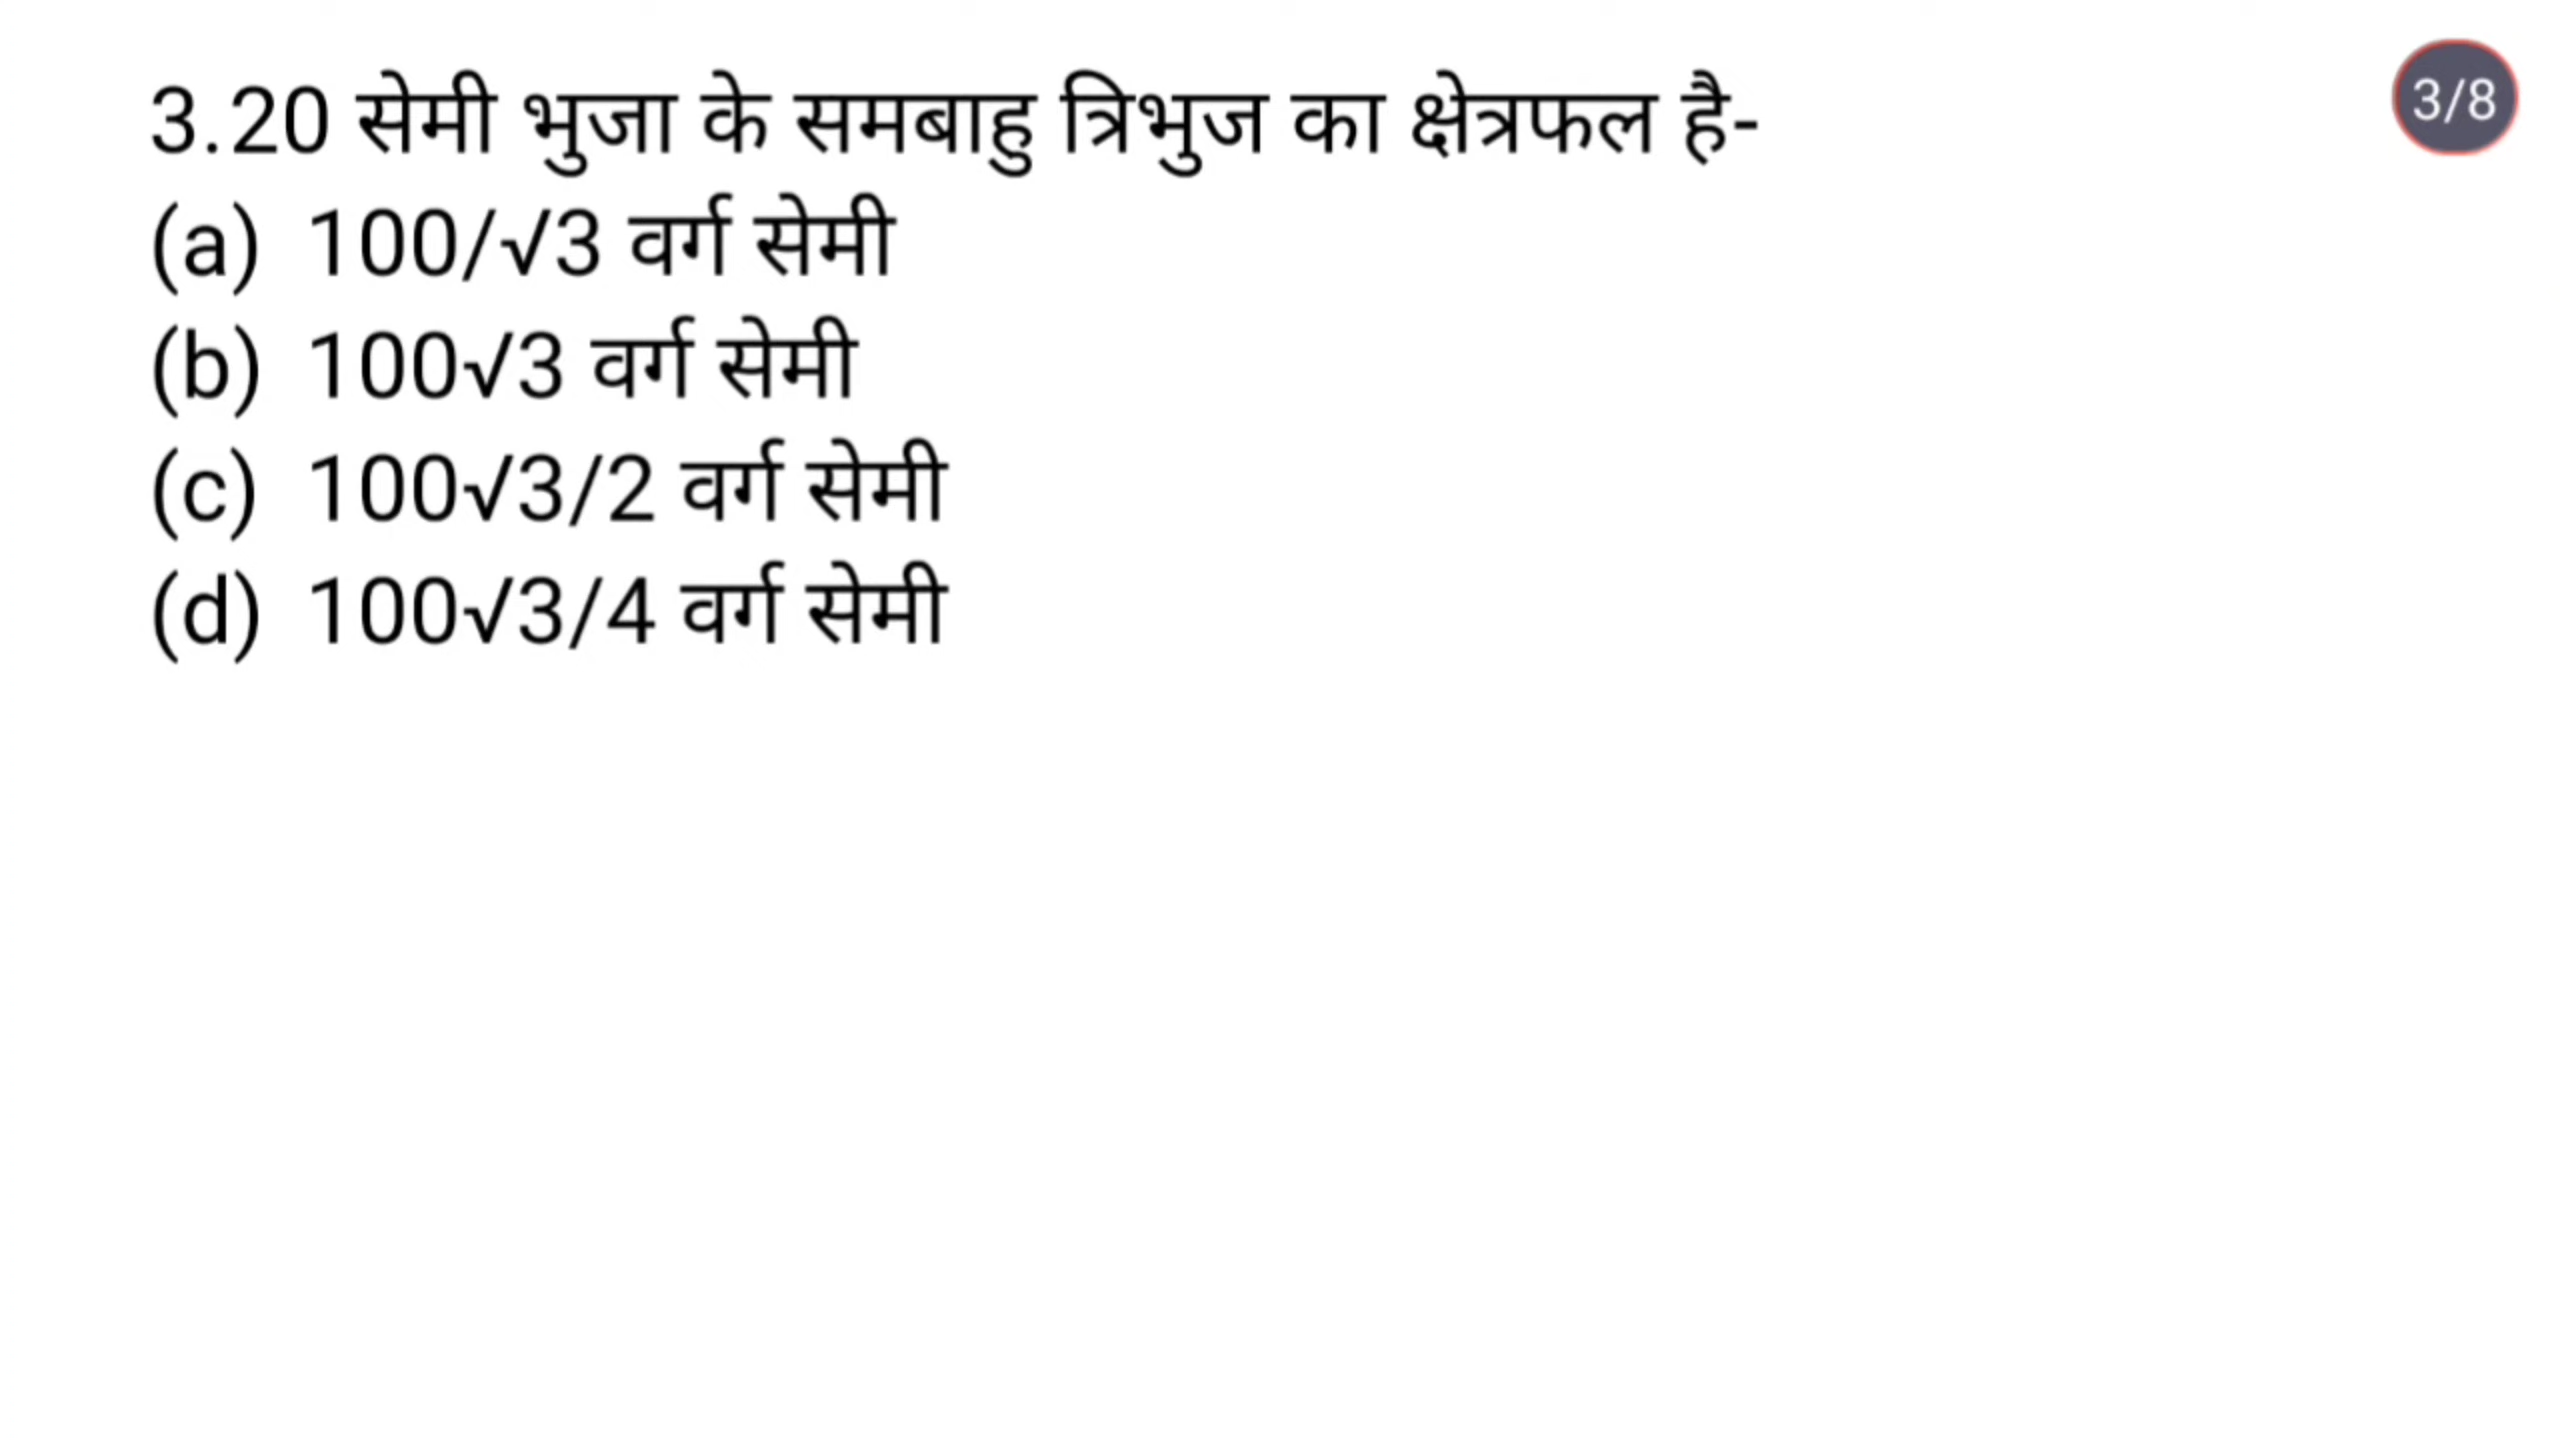 3.20 सेमी भुजा के समबाहु त्रिभुज का क्षेत्रफल है-
3/8
(a) 100/√3 वर्ग सेमी
(b) 100√3 वर्ग सेमी
(c) 100√3/2 वर्ग सेमी
(d) 100√3/4 वर्ग सेमी